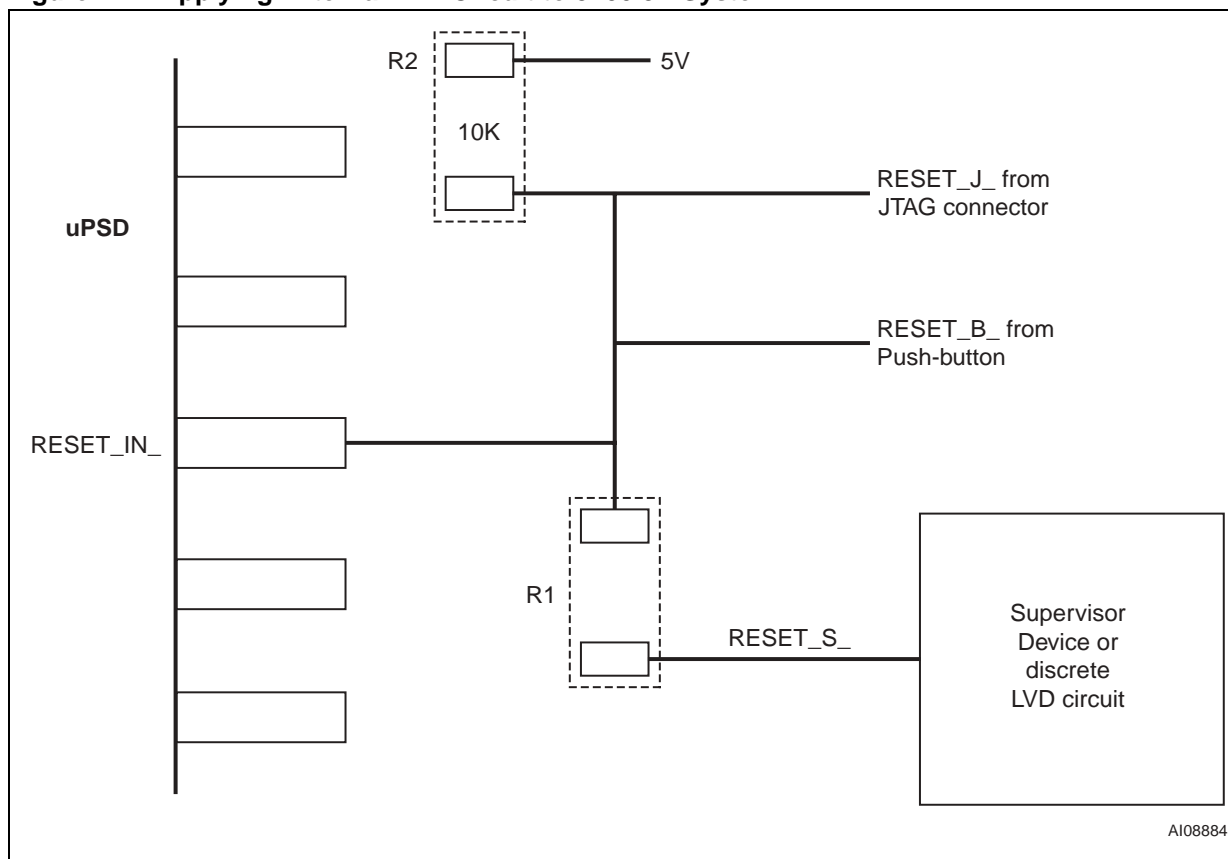 R2
5V
10K
RESET_J_ from
JTAG connector
uPSD
RESET_B_ from
Push-button
RESET_IN_
R1
RESET_S_
Supervisor
Device or
discrete
LVD circuit
AI08884